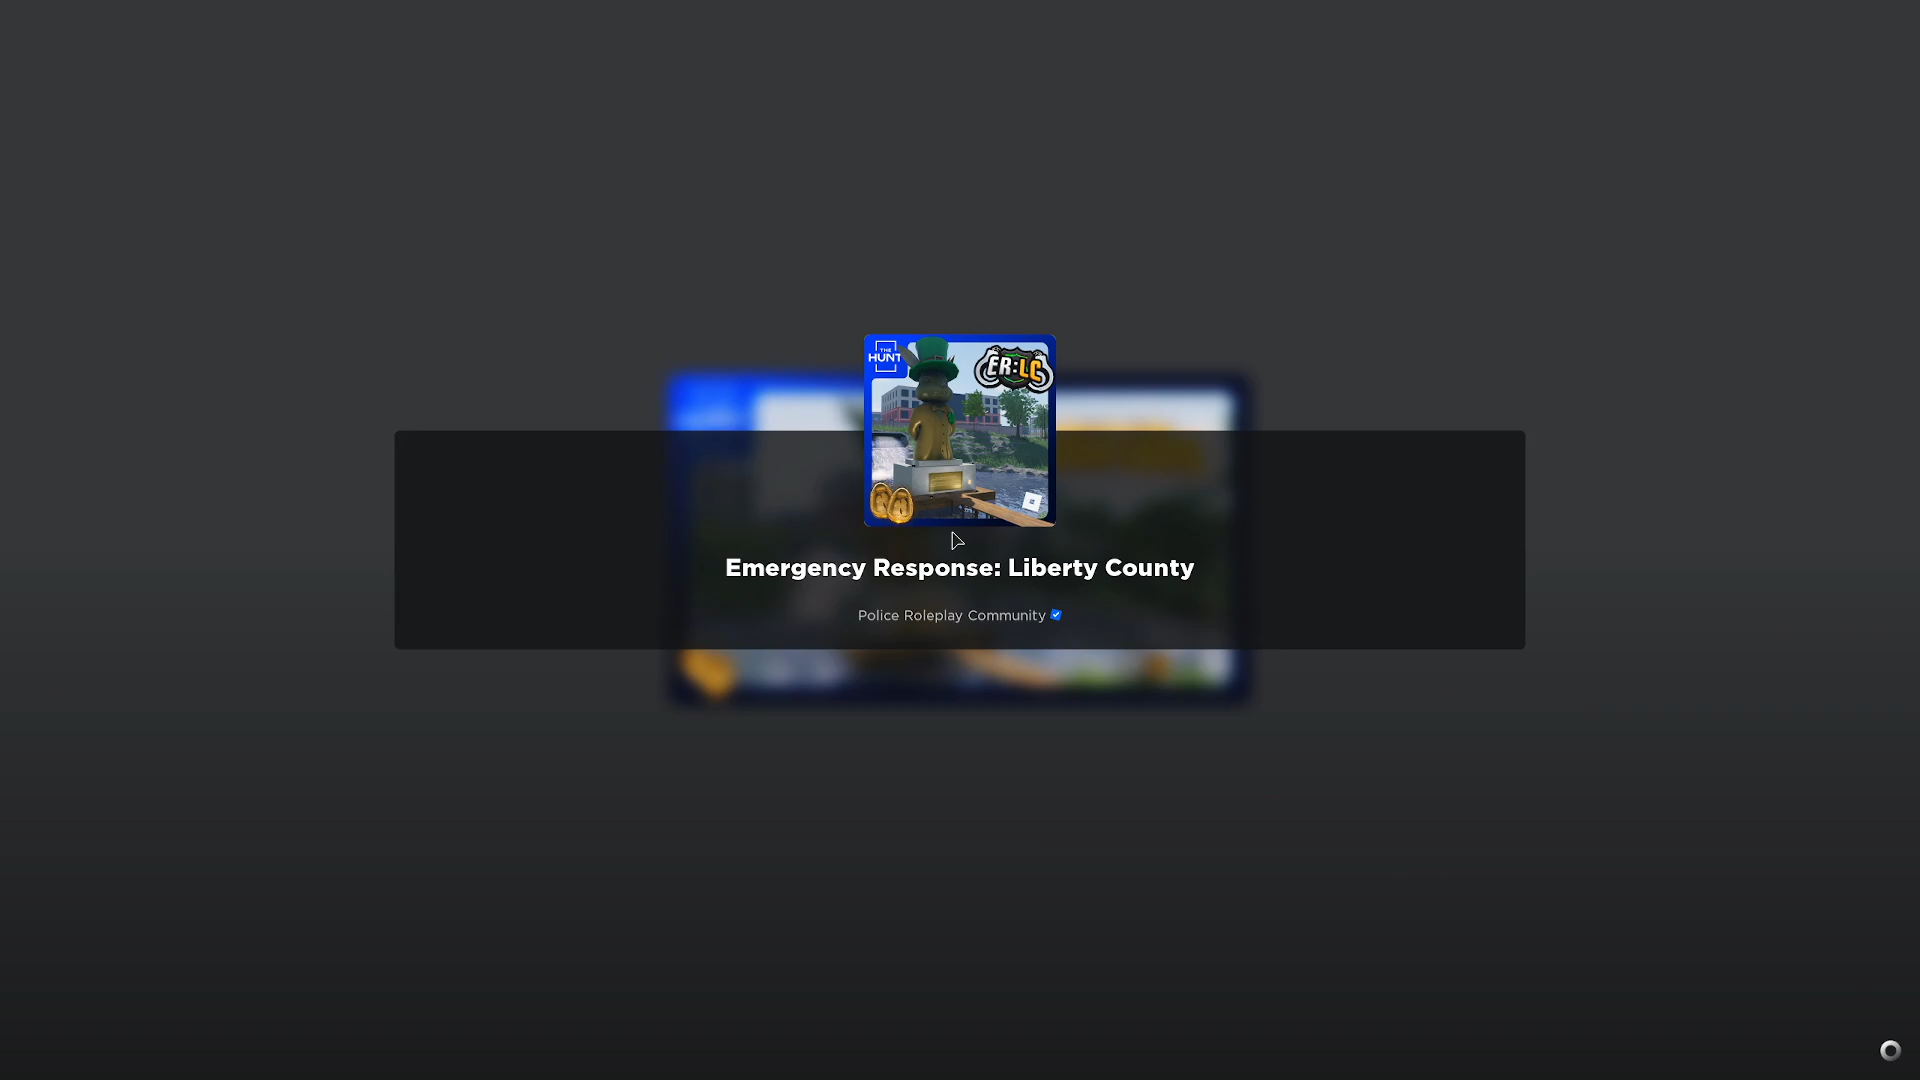 THE
HUNT
ER:LC
Emergency Response: Liberty County
Police Roleplay Community